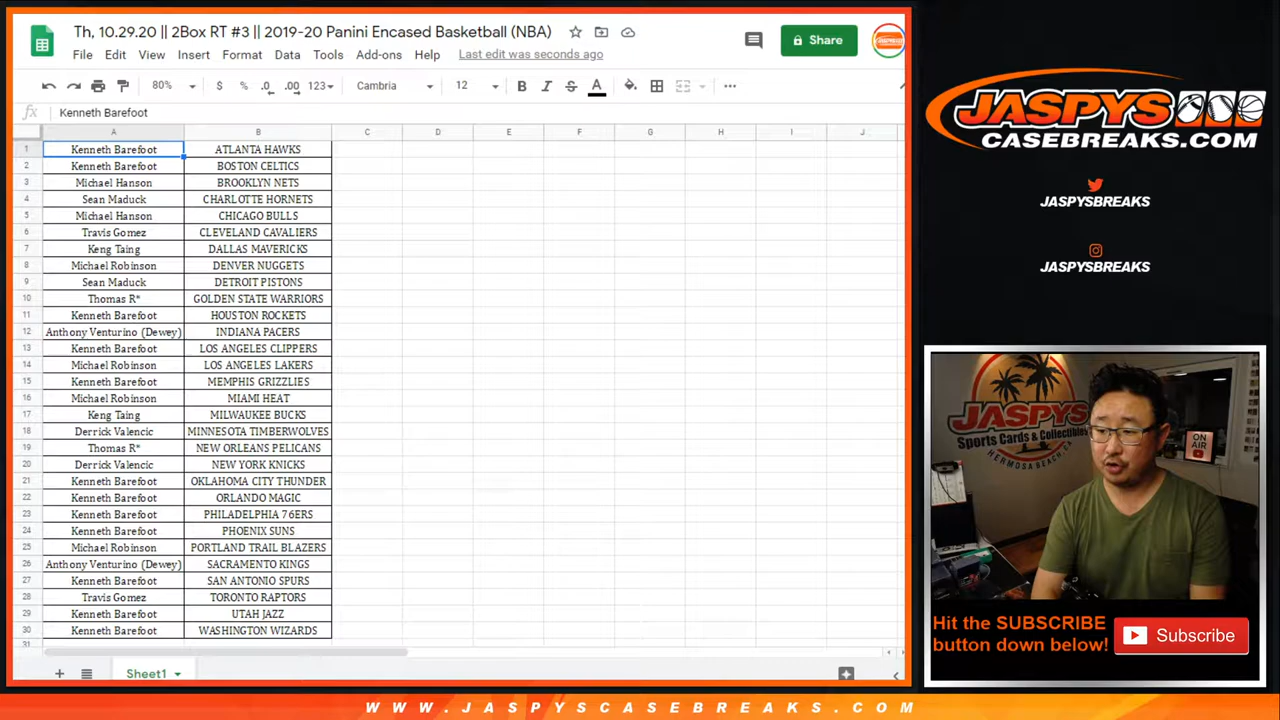 Th, 10.29.20 || 2Box RT #3 || 2019-20 Panini Encased Basketball (NBA)
File Edit View Insert Format Data Tools Add-ons Help Last edit was seconds ago
Share
80% $ % .0 .00 123 Cambria 12 B I S A
fx Kenneth Barefoot
A B C D E F G H I J
1 Kenneth Barefoot ATLANTA HAWKS
2 Kenneth Barefoot BOSTON CELTICS
3 Michael Hanson BROOKLYN NETS
4 Sean Maduck CHARLOTTE HORNETS
5 Michael Hanson CHICAGO BULLS
6 Travis Gomez CLEVELAND CAVALIERS
7 Keng Taing DALLAS MAVERICKS
8 Michael Robinson DENVER NUGGETS
9 Sean Maduck DETROIT PISTONS
10 Thomas R* GOLDEN STATE WARRIORS
11 Kenneth Barefoot HOUSTON ROCKETS
12 Anthony Venturino (Dewey) INDIANA PACERS
13 Kenneth Barefoot LOS ANGELES CLIPPERS
14 Michael Robinson LOS ANGELES LAKERS
15 Kenneth Barefoot MEMPHIS GRIZZLIES
16 Michael Robinson MIAMI HEAT
17 Keng Taing MILWAUKEE BUCKS
18 Derrick Valencic MINNESOTA TIMBERWOLVES
19 Thomas R* NEW ORLEANS PELICANS
20 Derrick Valencic NEW YORK KNICKS
21 Kenneth Barefoot OKLAHOMA CITY THUNDER
22 Kenneth Barefoot ORLANDO MAGIC
23 Kenneth Barefoot PHILADELPHIA 76ERS
24 Kenneth Barefoot PHOENIX SUNS
25 Michael Robinson PORTLAND TRAIL BLAZERS
26 Anthony Venturino (Dewey) SACRAMENTO KINGS
27 Kenneth Barefoot SAN ANTONIO SPURS
28 Travis Gomez TORONTO RAPTORS
29 Kenneth Barefoot UTAH JAZZ
30 Kenneth Barefoot WASHINGTON WIZARDS
31
Sheet1
JASPYS
CASEBREAKS.COM
JASPYSBREAKS
JASPYSBREAKS
JASPYS
Sports Cards & Collectibles
HERMOSA BEACH, CA
ON
AIR
Hit the SUBSCRIBE
button down below!
Subscribe
WWW.JASPYSCASEBREAKS.COM